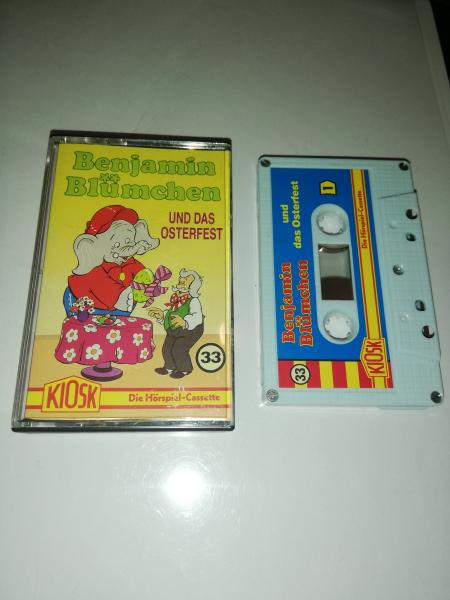 Benjamin
Blümchen
UND DAS
OSTERFEST
33
KIOSK
Die Hörspiel-Cassette
Benjamin
Blümchen
und
das Osterfest
1
33
KIOSK
Die Hörspiel-Cassette